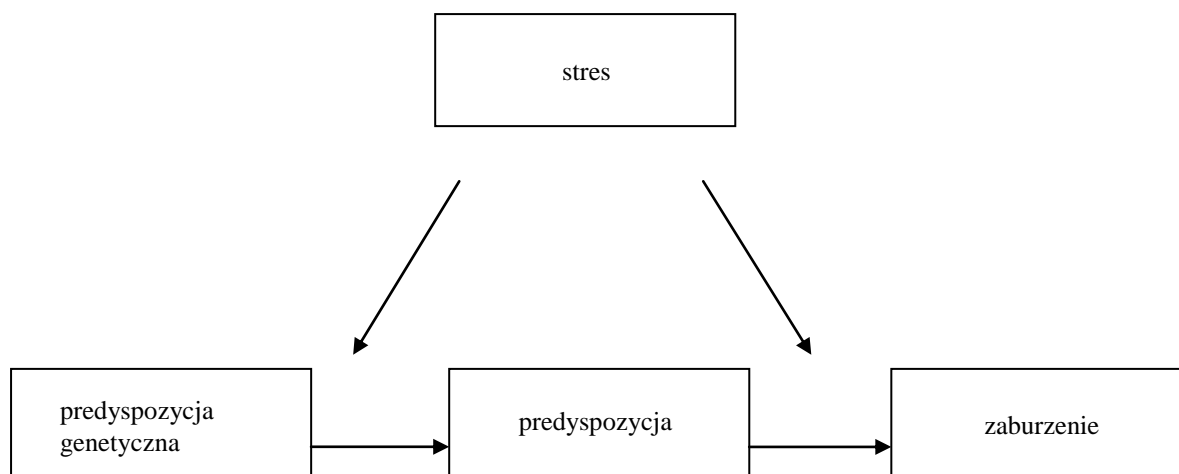 stres
predyspozycja
genetyczna
predyspozycja
zaburzenie